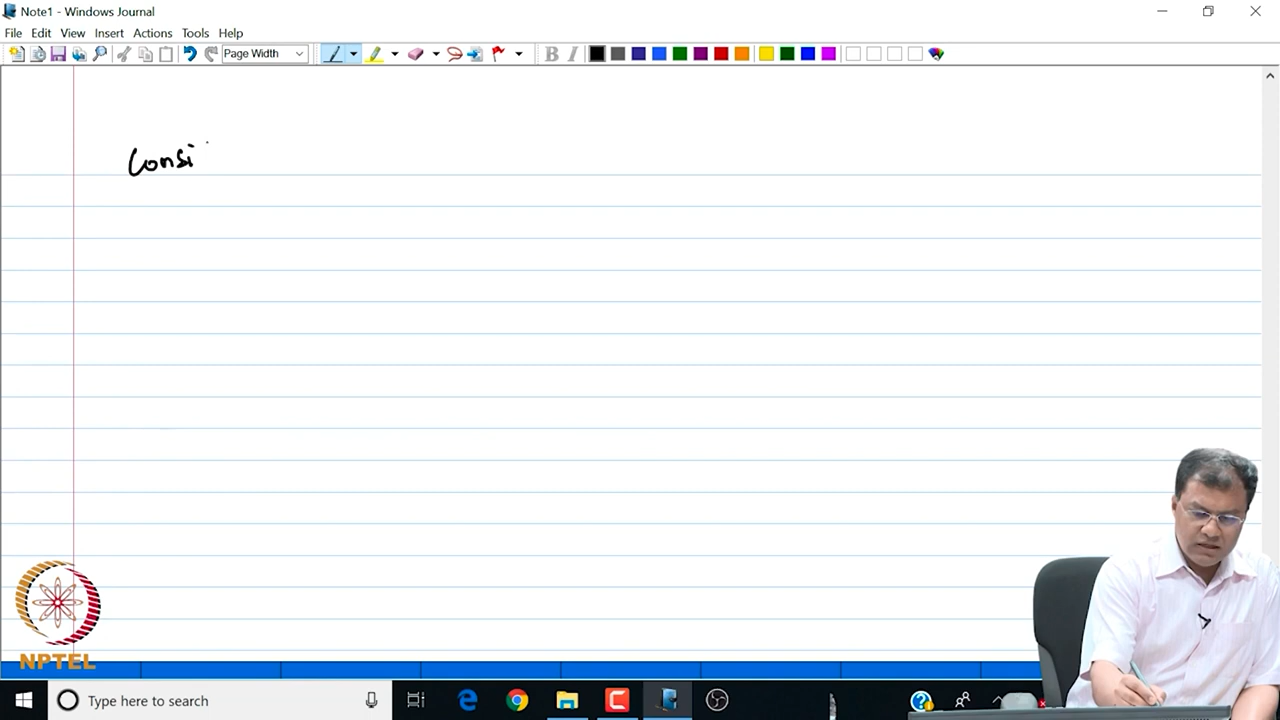 Note1 - Windows Journal
File Edit View Insert Actions Tools Help
Page Width
B I
Consi
NPTEL
Type here to search